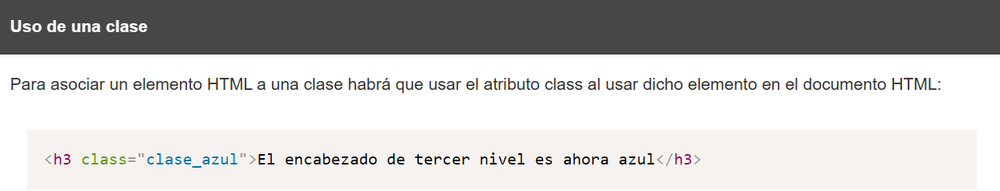 Uso de una clase
Para asociar un elemento HTML a una clase habrá que usar el atributo class al usar dicho elemento en el documento HTML:
<h3 class="clase_azul">El encabezado de tercer nivel es ahora azul</h3>